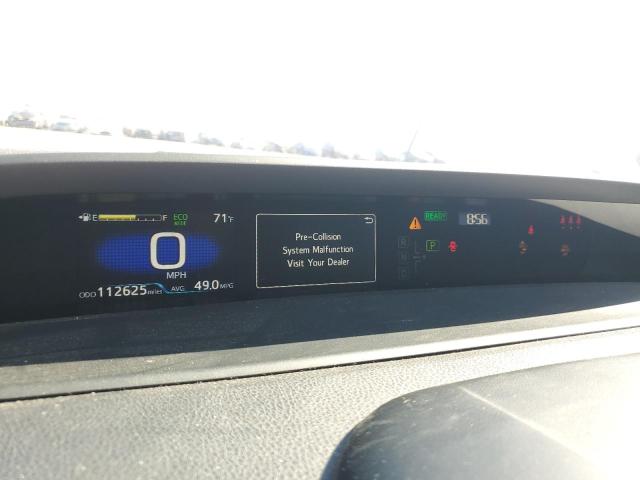 E F ECO MODE 71°F
0
MPH
ODO 112625 miles AVG. 49.0 MPG
Pre-Collision
System Malfunction
Visit Your Dealer
READY 8:56
R
N
P